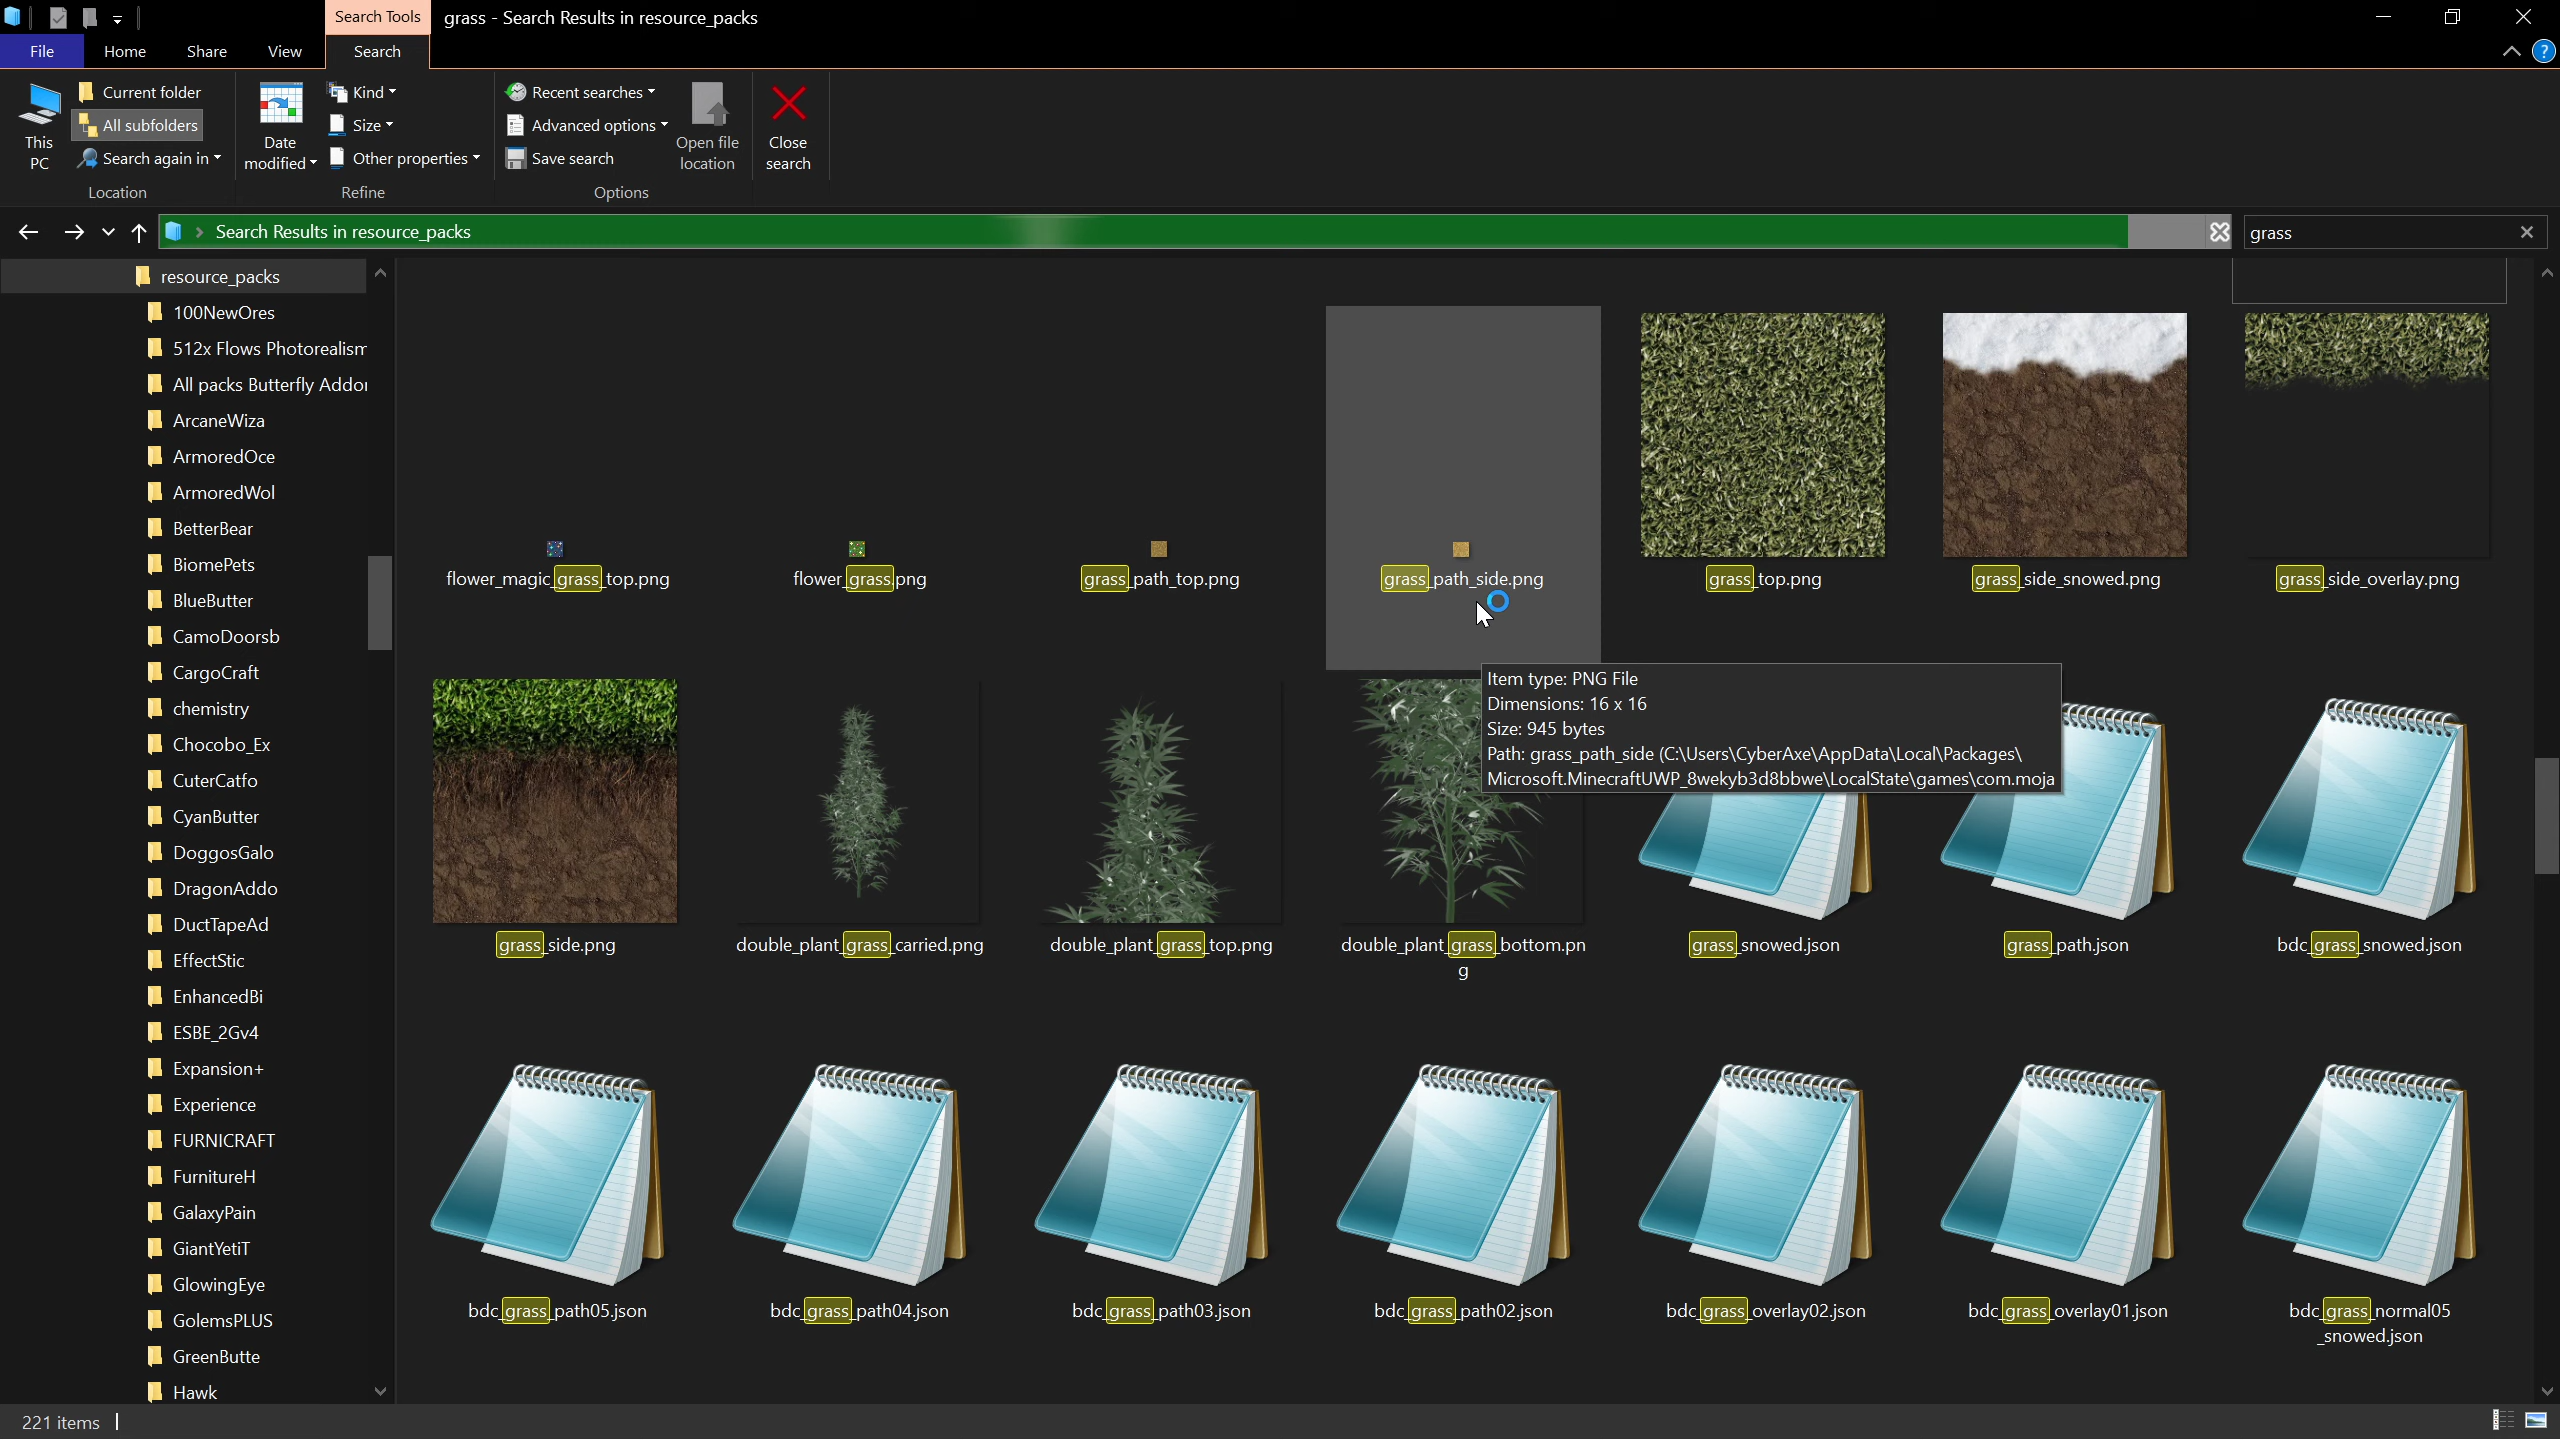 Search Tools
grass - Search Results in resource_packs
File
Home
Share
View
Search
This PC
Current folder
All subfolders
Search again in
Location
Date modified
Kind
Size
Other properties
Refine
Recent searches
Advanced options
Save search
Open file location
Options
Close search
Search Results in resource_packs
grass
resource_packs
100NewOres
512x Flows Photorealism
All packs Butterfly Addo
ArcaneWiza
ArmoredOce
ArmoredWol
BetterBear
BiomePets
BlueButter
CamoDoorsb
CargoCraft
chemistry
Chocobo_Ex
CuterCatfo
CyanButter
DoggosGalo
DragonAddo
DuctTapeAd
EffectStic
EnhancedBi
ESBE_2Gv4
Expansion+
Experience
FURNICRAFT
FurnitureH
GalaxyPain
GiantYetiT
GlowingEye
GolemsPLUS
GreenButte
Hawk
flower_magic_grass_top.png
flower_grass.png
grass_path_top.png
grass_path_side.png
grass_top.png
grass_side_snowed.png
grass_side_overlay.png
Item type: PNG File
Dimensions: 16 x 16
Size: 945 bytes
Path: grass_path_side (C:\Users\CyberAxe\AppData\Local\Packages\
Microsoft.MinecraftUWP_8wekyb3d8bbwe\LocalState\games\com.moja
grass_side.png
double_plant_grass_carried.png
double_plant_grass_top.png
double_plant_grass_bottom.pn
g
grass_snowed.json
grass_path.json
bdc_grass_snowed.json
bdc_grass_path05.json
bdc_grass_path04.json
bdc_grass_path03.json
bdc_grass_path02.json
bdc_grass_overlay02.json
bdc_grass_overlay01.json
bdc_grass_normal05
_snowed.json
221 items